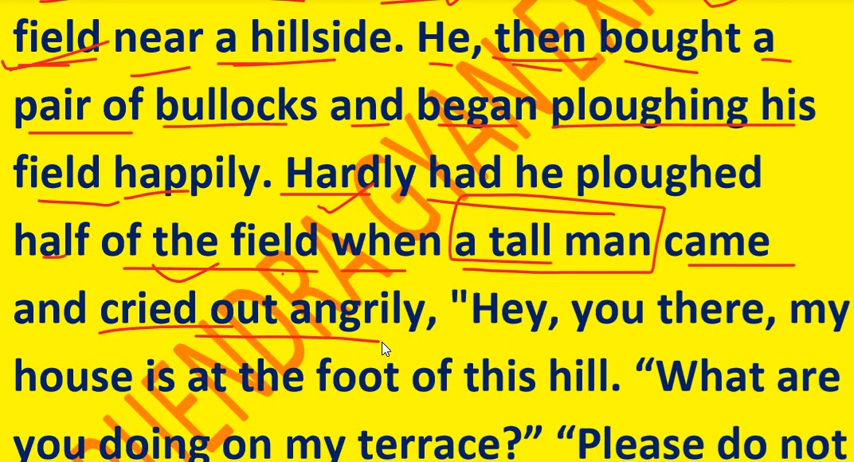 field near a hillside. He, then bought a
pair of bullocks and began ploughing his
field happily. Hardly had he ploughed
half of the field when a tall man came
and cried out angrily, "Hey, you there, my
house is at the foot of this hill. “What are
you doing on my terrace?” “Please do not